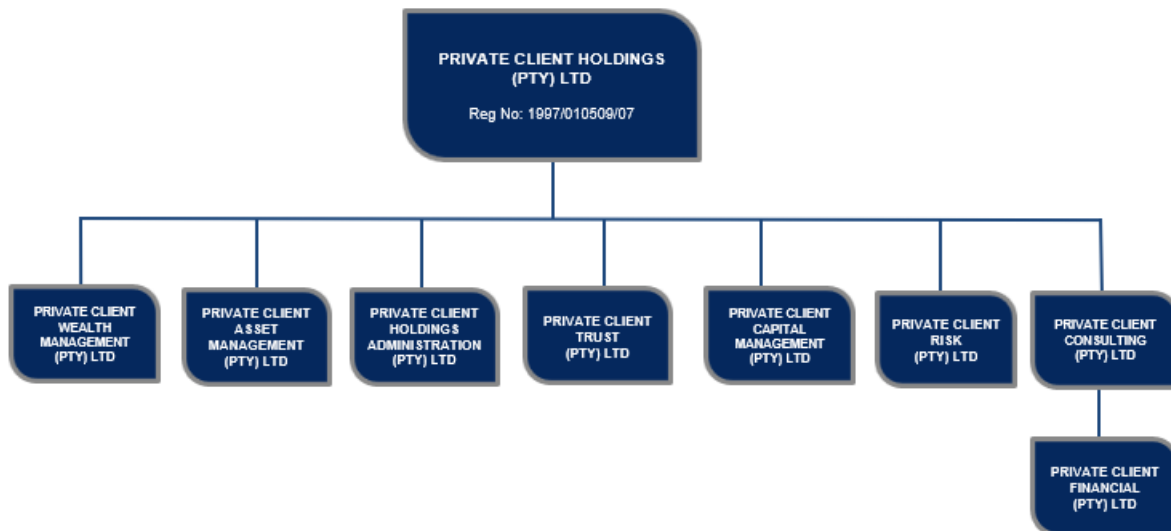 PRIVATE CLIENT HOLDINGS
(PTY) LTD
Reg No: 1997/010509/07
PRIVATE CLIENT
WEALTH
MANAGEMENT
(PTY) LTD
PRIVATE CLIENT
ASSET
MANAGEMENT
(PTY) LTD
PRIVATE CLIENT
HOLDINGS
ADMINISTRATION
(PTY) LTD
PRIVATE CLIENT
TRUST
(PTY) LTD
PRIVATE CLIENT
CAPITAL
MANAGEMENT
(PTY) LTD
PRIVATE CLIENT
RISK
(PTY) LTD
PRIVATE CLIENT
CONSULTING
(PTY) LTD
PRIVATE CLIENT
FINANCIAL
(PTY) LTD